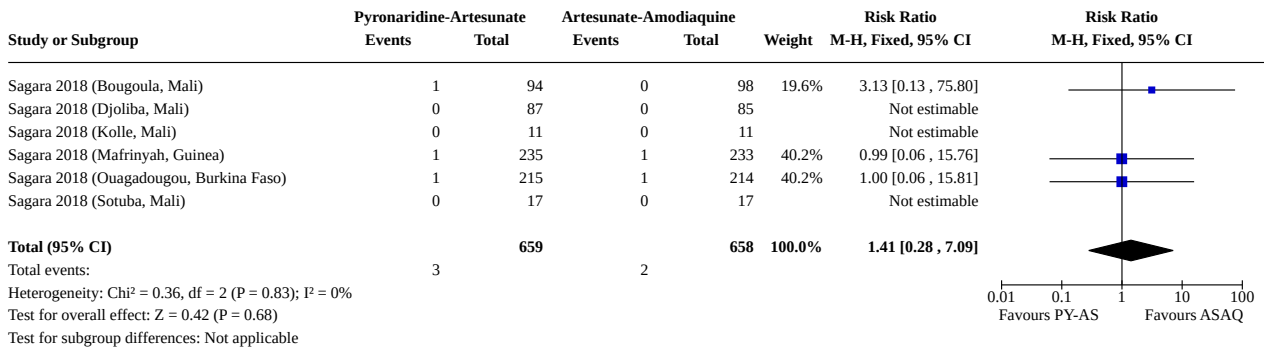 Pyronaridine-Artesunate Artesunate-Amodiaquine Risk Ratio Risk Ratio
Study or Subgroup Events Total Events Total Weight M-H, Fixed, 95% CI M-H, Fixed, 95% CI
Sagara 2018 (Bougoula, Mali) 1 94 0 98 19.6% 3.13 [0.13 , 75.80]
Sagara 2018 (Djoliba, Mali) 0 87 0 85 Not estimable
Sagara 2018 (Kolle, Mali) 0 11 0 11 Not estimable
Sagara 2018 (Mafrinyah, Guinea) 1 235 1 233 40.2% 0.99 [0.06 , 15.76]
Sagara 2018 (Ouagadougou, Burkina Faso) 1 215 1 214 40.2% 1.00 [0.06 , 15.81]
Sagara 2018 (Sotuba, Mali) 0 17 0 17 Not estimable
Total (95% CI) 659 658 100.0% 1.41 [0.28 , 7.09]
Total events: 3 2
Heterogeneity: Chi² = 0.36, df = 2 (P = 0.83); I² = 0%
0.01 0.1 1 10 100
Test for overall effect: Z = 0.42 (P = 0.68) Favours PY-AS Favours ASAQ
Test for subgroup differences: Not applicable